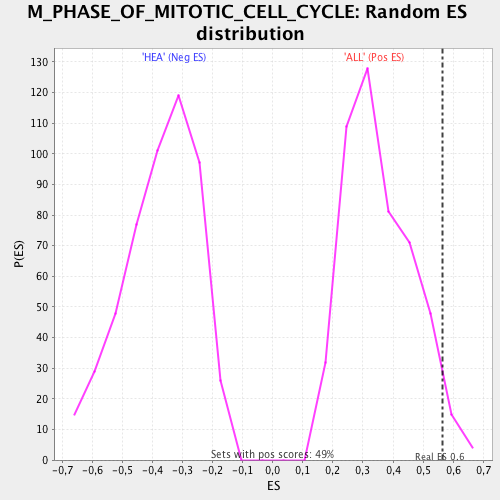 M_PHASE_OF_MITOTIC_CELL_CYCLE: Random ES
distribution
'HEA' (Neg ES)
'ALL' (Pos ES)
130
120
110
100
90
80
70
60
50
40
30
20
10
0
P(ES)
Sets with pos scores: 49%
Real ES 0.6
-0,7 -0,6 -0,5 -0,4 -0,3 -0,2 -0,1 0,0 0,1 0,2 0,3 0,4 0,5 0,6 0,7
ES